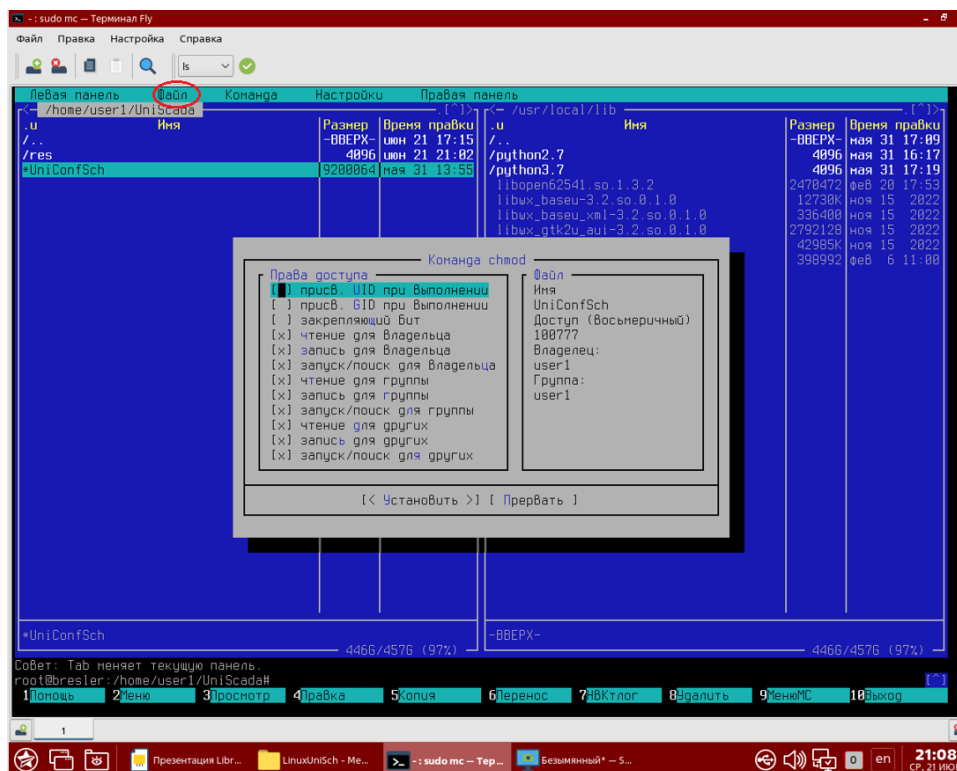 - : sudo mc — Терминал Fly
Файл Правка Настройка Справка
ls
Левая панель Файл Команда Настройки Правая панель
<— /home/user1/UniScada .[^]> <— /usr/local/lib .[^]>
.и Имя Размер Время правки .и Имя Размер Время правки
/.. -ВВЕРХ- июн 21 17:15 /.. -ВВЕРХ- мая 31 17:09
/res 4096 июн 21 21:02 /python2.7 4096 мая 31 16:17
*UniConfSch 9200064 мая 31 13:55 /python3.7 4096 мая 31 17:19
libopen62541.so.1.3.2 2470472 фев 20 17:53
libwx_baseu-3.2.so.0.1.0 12730K ноя 15 2022
libwx_baseu_xml-3.2.so.0.1.0 336400 ноя 15 2022
libwx_gtk2u_aui-3.2.so.0.1.0 2792128 ноя 15 2022
42985K ноя 15 2022
398992 фев 6 11:00
Команда chmod
Права доступа
[ ] присв. UID при выполнении
[ ] присв. GID при выполнении
[ ] закрепляющий бит
[x] чтение для владельца
[x] запись для владельца
[x] запуск/поиск для владельца
[x] чтение для группы
[x] запись для группы
[x] запуск/поиск для группы
[x] чтение для других
[x] запись для других
[x] запуск/поиск для других
Файл
Имя
UniConfSch
Доступ (восьмеричный)
100777
Владелец:
user1
Группа:
user1
[< Установить >] [ Прервать ]
*UniConfSch -ВВЕРХ-
446G/457G (97%) 446G/457G (97%)
Совет: Tab меняет текущую панель.
root@bresler:/home/user1/UniScada# [^]
1Помощь 2Меню 3Просмотр 4Правка 5Копия 6Перенос 7НВКтлог 8Удалить 9МенюМС 10Выход
1
Презентация Libr... LinuxUniSch - Ме... - : sudo mc — Тер... Безымянный* — S... 0 en 21:08
СР, 21 ИЮ